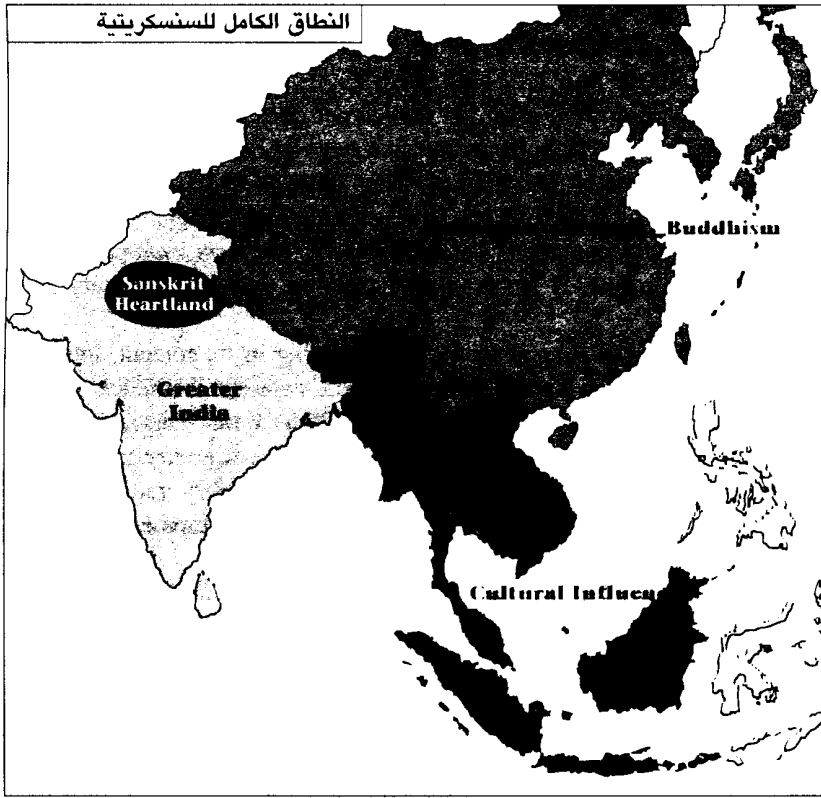 النطاق الكامل للسنسكريتية
Buddhism
Sanskrit
Heartland
Greater
India
Cultural Influen